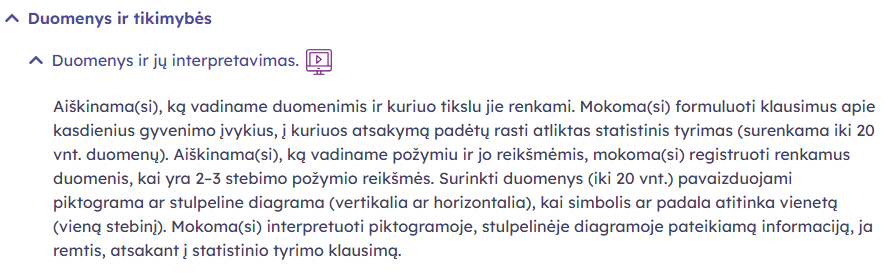 Duomenys ir tikimybės
Duomenys ir jų interpretavimas.
Aiškinama(si), ką vadiname duomenimis ir kuriuo tikslu jie renkami. Mokoma(si) formuluoti klausimus apie
kasdienius gyvenimo įvykius, į kuriuos atsakymą padėtų rasti atliktas statistinis tyrimas (surenkama iki 20
vnt. duomenų). Aiškinama(si), ką vadiname požymiu ir jo reikšmėmis, mokoma(si) registruoti renkamus
duomenis, kai yra 2–3 stebimo požymio reikšmės. Surinkti duomenys (iki 20 vnt.) pavaizduojami
piktograma ar stulpeline diagrama (vertikalia ar horizontalia), kai simbolis ar padala atitinka vienetą
(vieną stebinį). Mokoma(si) interpretuoti piktogramoje, stulpelinėje diagramoje pateikiamą informaciją, ja
remtis, atsakant į statistinio tyrimo klausimą.